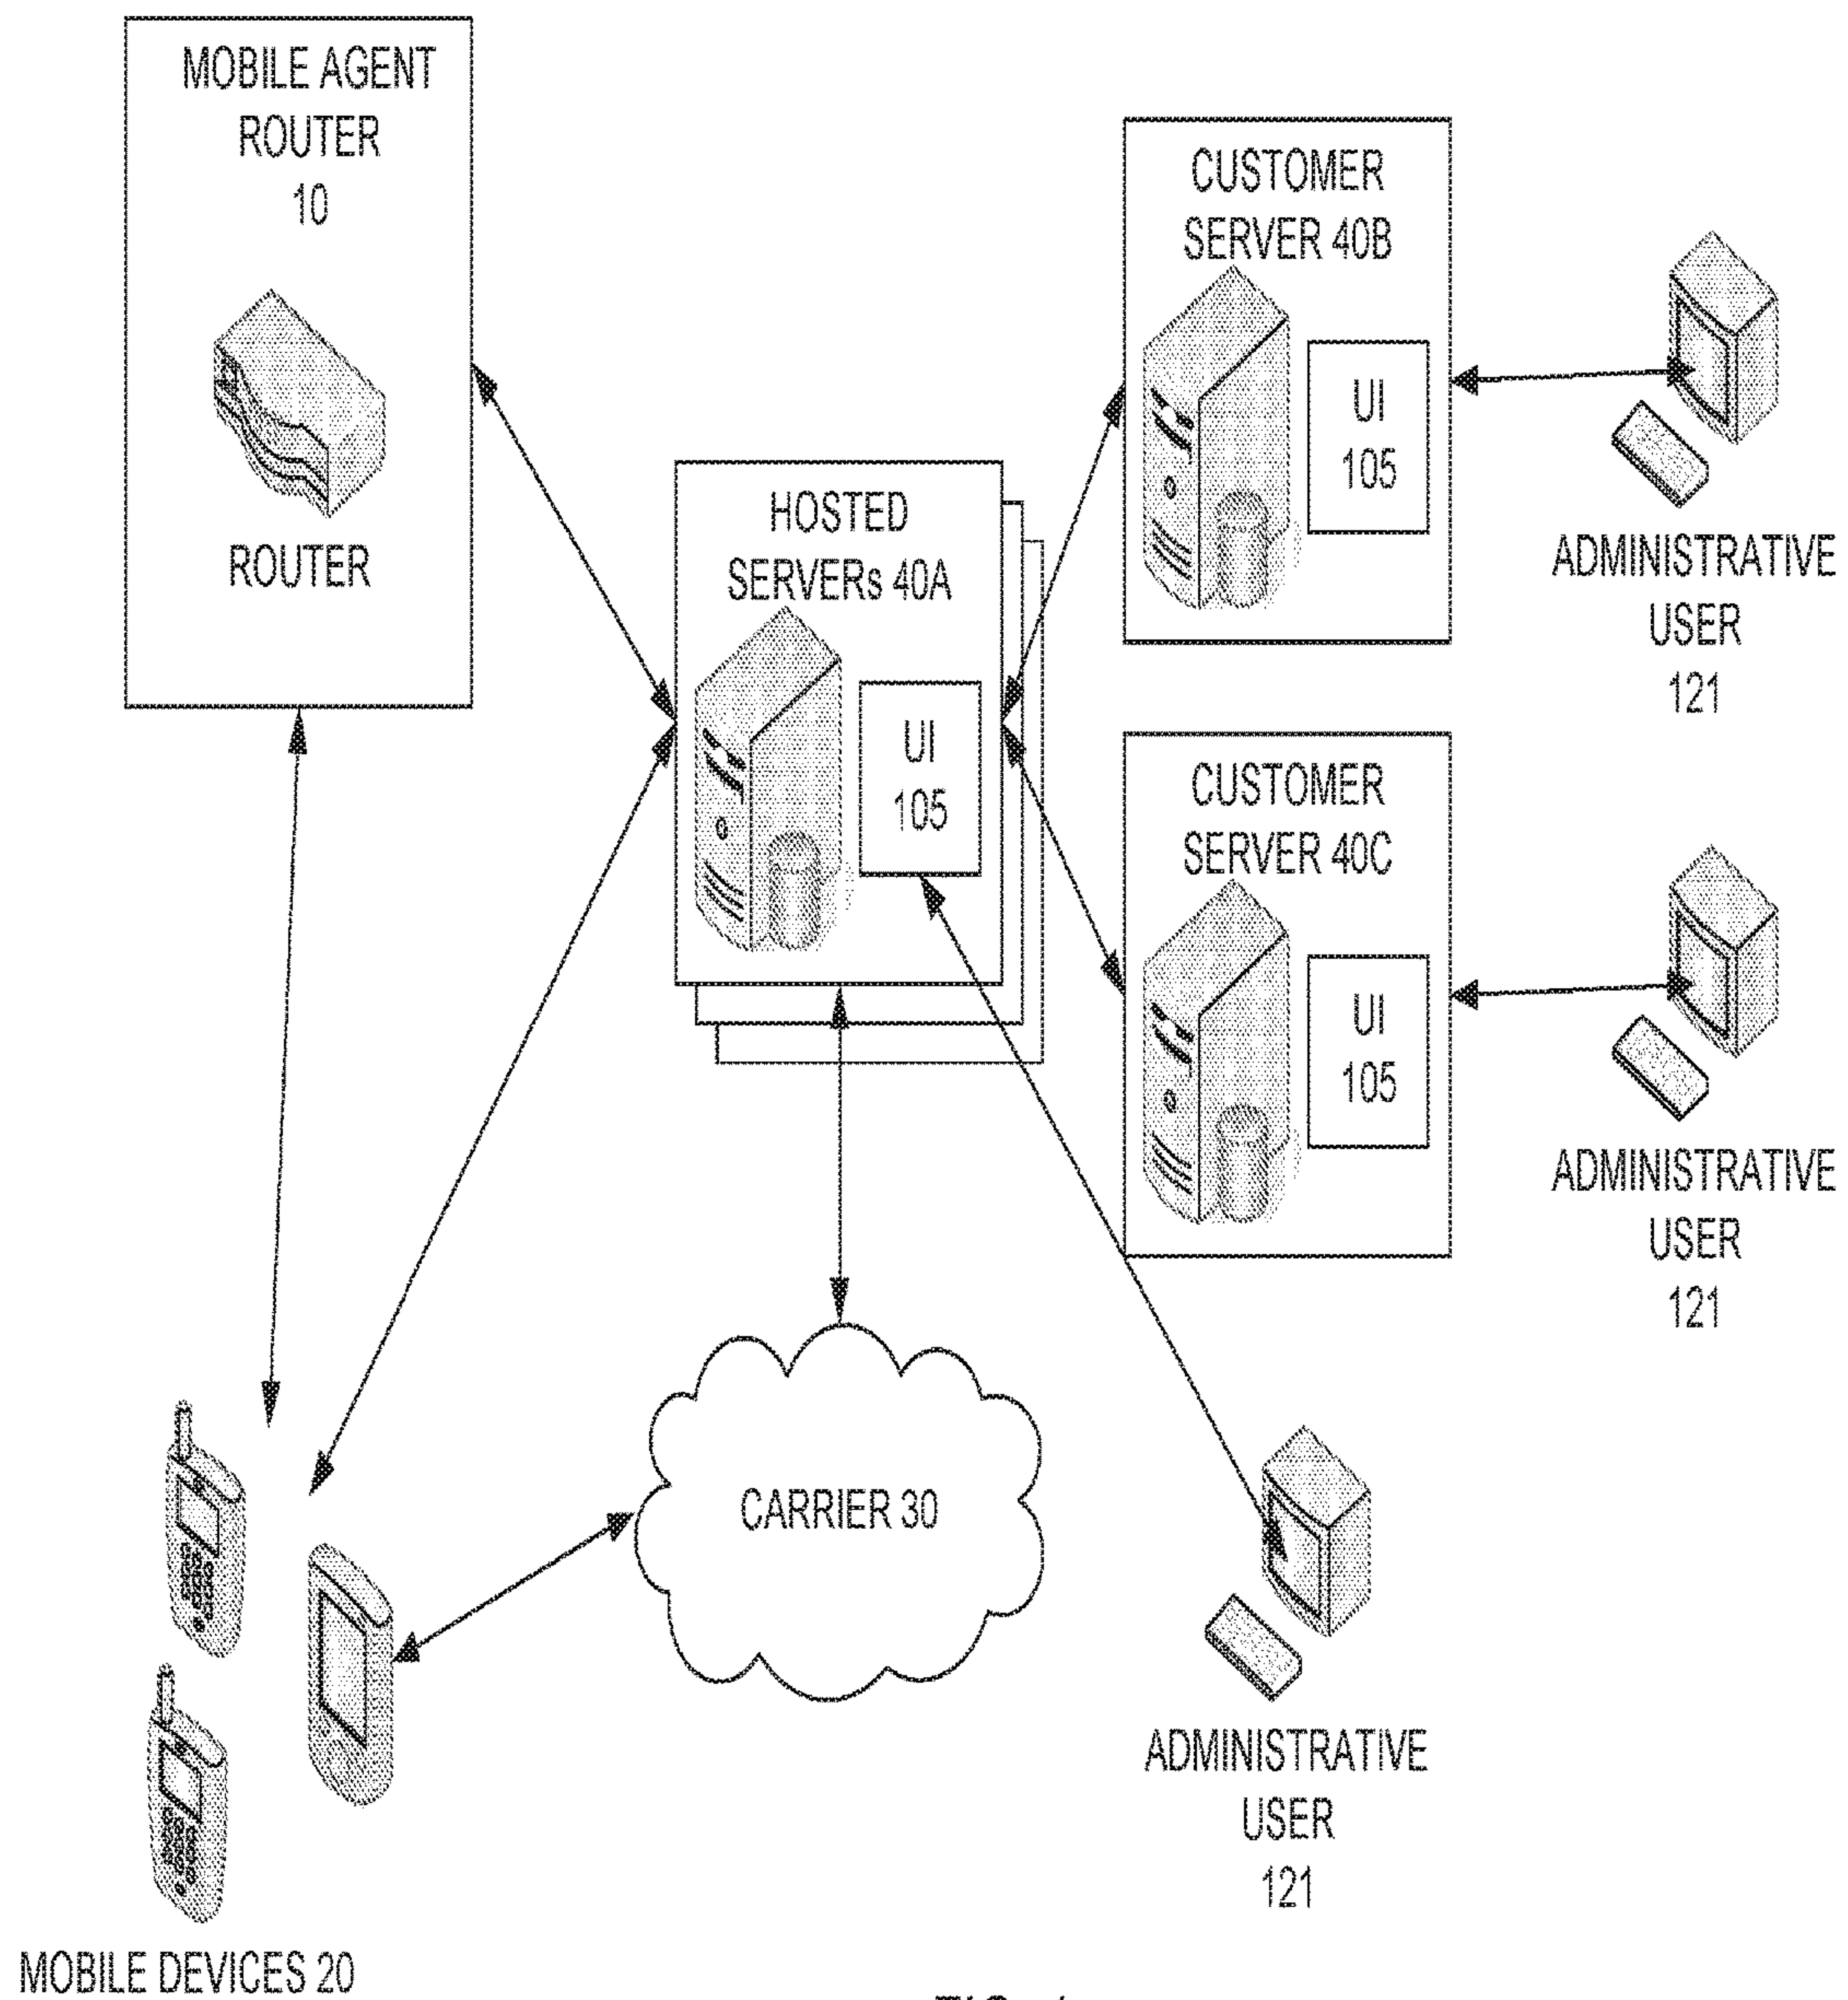 MOBILE AGENT
ROUTER
10
ROUTER
HOSTED
SERVERs 40A
UI
105
CUSTOMER
SERVER 40B
UI
105
ADMINISTRATIVE
USER
121
CUSTOMER
SERVER 40C
UI
105
ADMINISTRATIVE
USER
121
CARRIER 30
ADMINISTRATIVE
USER
121
MOBILE DEVICES 20